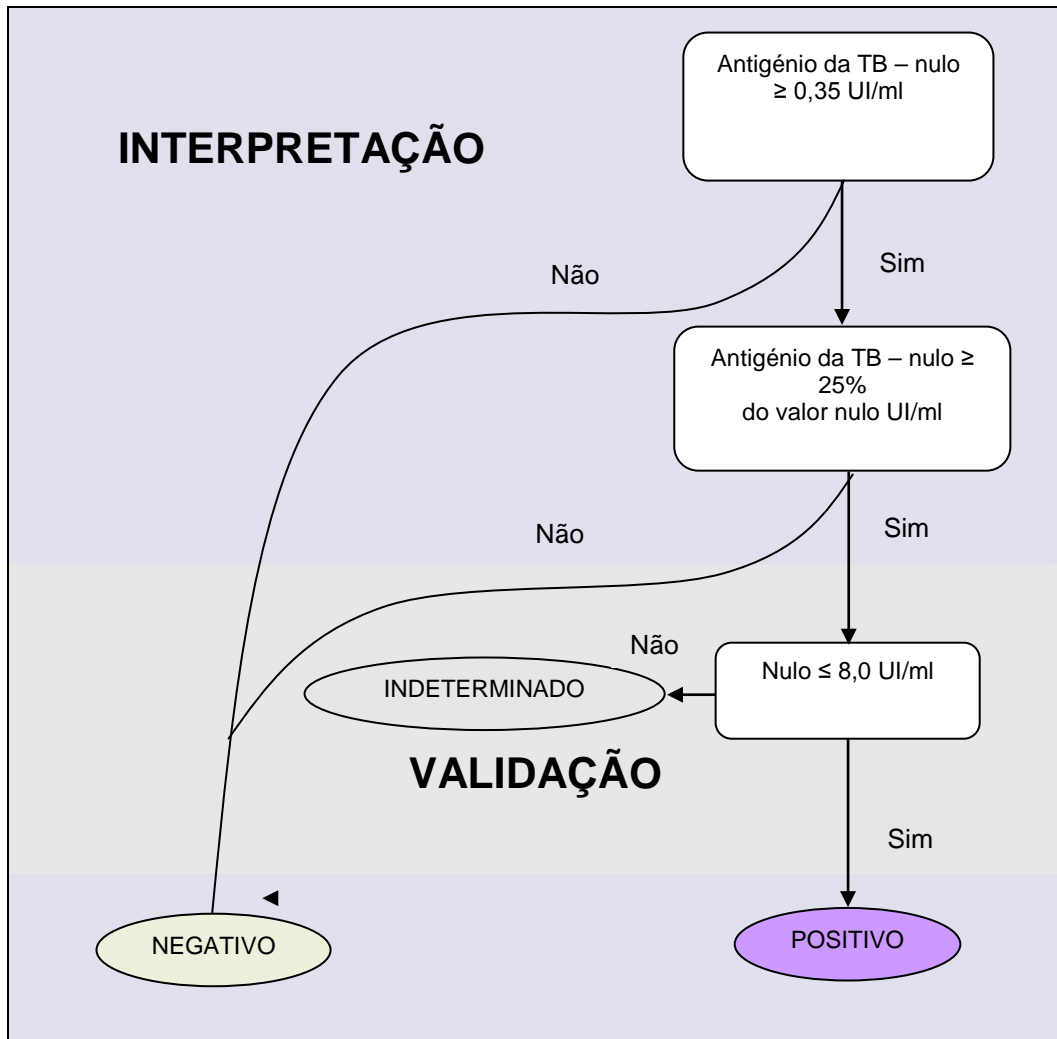 Antigénio da TB – nulo
≥ 0,35 UI/ml
INTERPRETAÇÃO
Não
Sim
Antigénio da TB – nulo ≥
25%
do valor nulo UI/ml
Não
Sim
Não
Nulo ≤ 8,0 UI/ml
INDETERMINADO
VALIDAÇÃO
Sim
NEGATIVO
POSITIVO